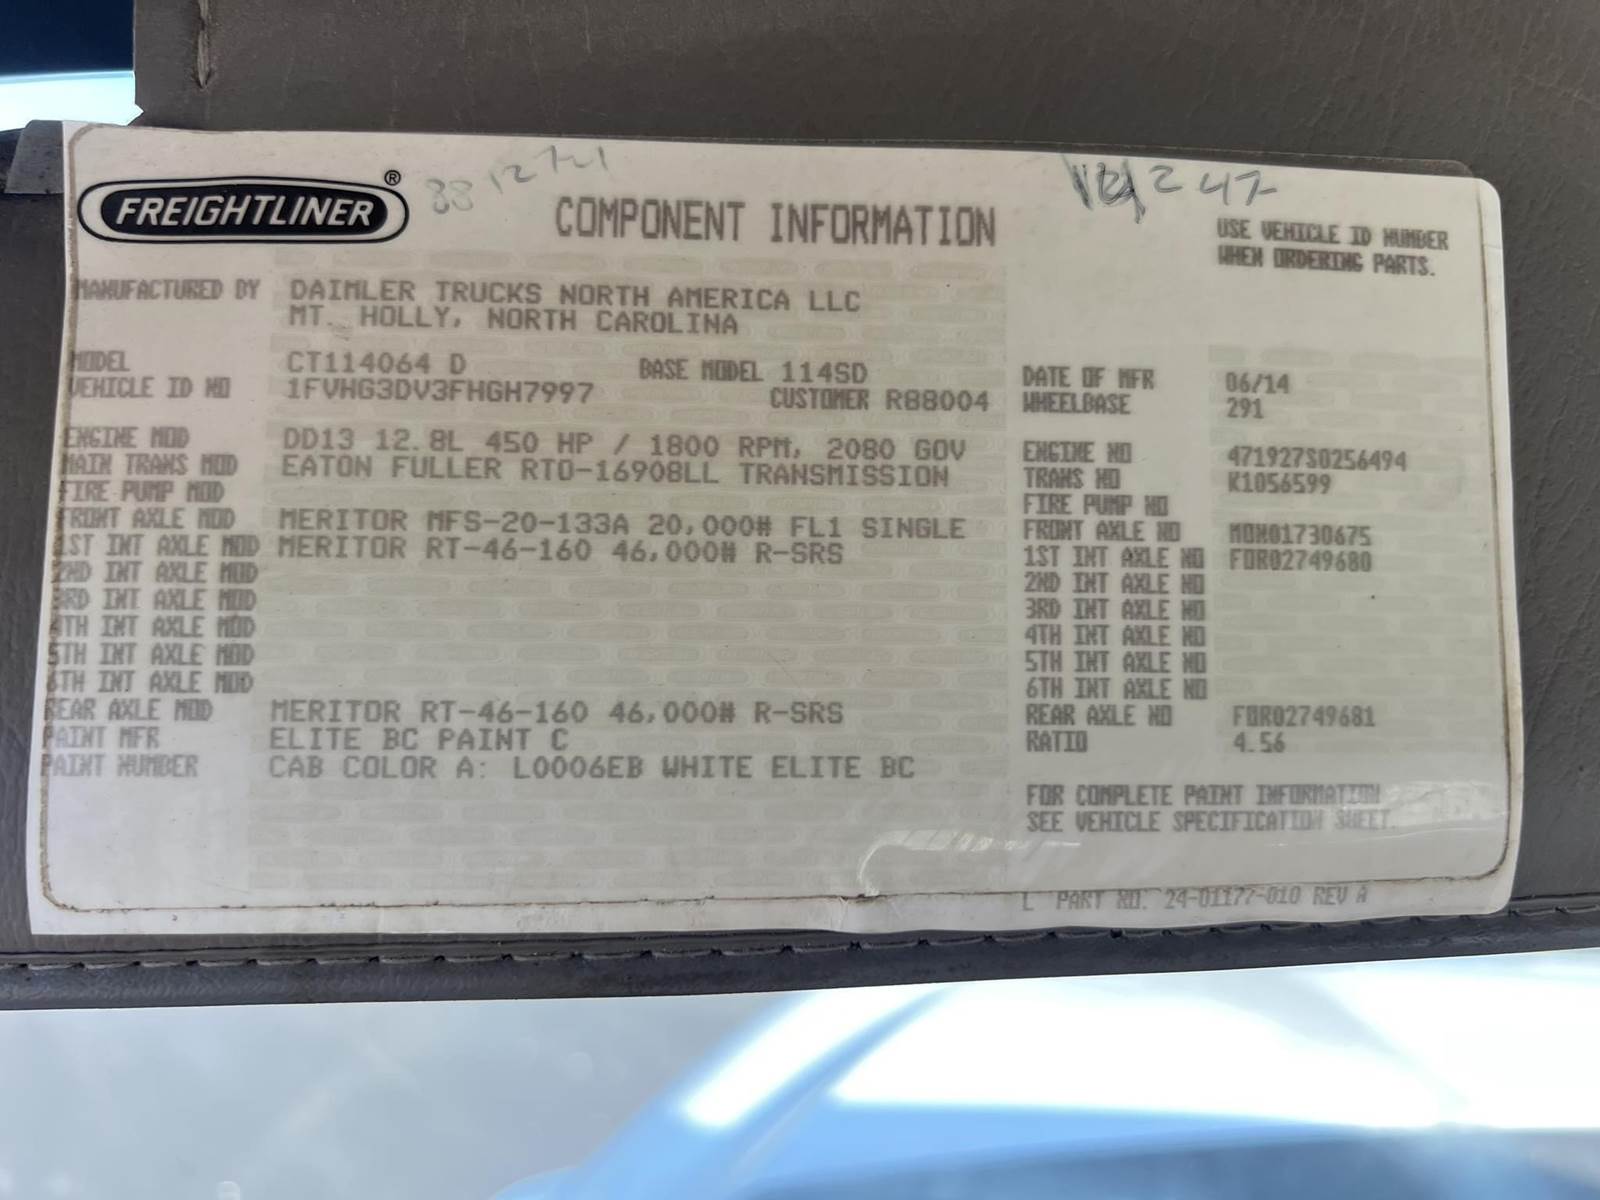 FREIGHTLINER®
88 12721
COMPONENT INFORMATION
247
USE VEHICLE ID NUMBER
WHEN ORDERING PARTS.
MANUFACTURED BY DAIMLER TRUCKS NORTH AMERICA LLC
MT. HOLLY, NORTH CAROLINA
MODEL CT114064 D BASE MODEL 114SD DATE OF MFR 06/14
VEHICLE ID NO 1FVHG3DV3FHGH7997 CUSTOMER R88004 WHEELBASE 291
ENGINE MOD DD13 12.8L 450 HP / 1800 RPM, 2080 GOV ENGINE NO 471927S0256494
MAIN TRANS MOD EATON FULLER RTO-16908LL TRANSMISSION TRANS NO K1056599
FIRE PUMP MOD FIRE PUMP NO
FRONT AXLE MOD MERITOR MFS-20-133A 20,000# FL1 SINGLE FRONT AXLE NO MON01730675
1ST INT AXLE MOD MERITOR RT-46-160 46,000# R-SRS 1ST INT AXLE NO FOR02749680
2ND INT AXLE MOD 2ND INT AXLE NO
3RD INT AXLE MOD 3RD INT AXLE NO
4TH INT AXLE MOD 4TH INT AXLE NO
5TH INT AXLE MOD 5TH INT AXLE NO
6TH INT AXLE MOD 6TH INT AXLE NO
REAR AXLE MOD MERITOR RT-46-160 46,000# R-SRS REAR AXLE NO FOR02749681
PAINT MFR ELITE BC PAINT C RATIO 4.56
PAINT NUMBER CAB COLOR A: L0006EB WHITE ELITE BC
FOR COMPLETE PAINT INFORMATION
SEE VEHICLE SPECIFICATION SHEET.
L PART NO. 24-01177-010 REV A